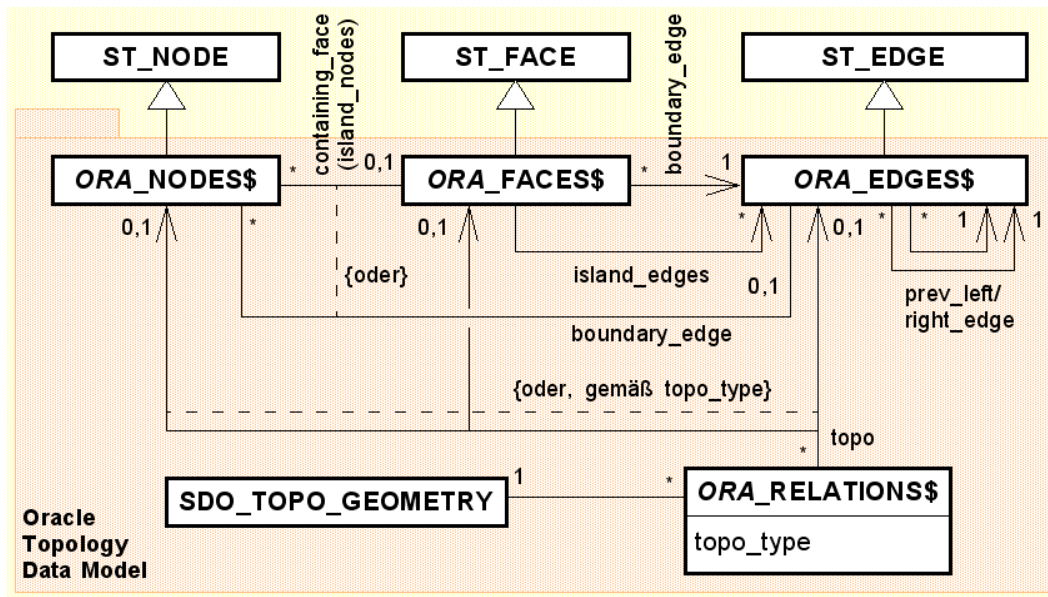 ST_NODE
ST_FACE
ST_EDGE
containing_face
(island_nodes)
boundary_edge
ORA_NODES$
*
0,1
ORA_FACES$
*
1
ORA_EDGES$
0,1
*
0,1
*
0,1
*
*
1
1
{oder}
island_edges
0,1
prev_left/
right_edge
boundary_edge
{oder, gemäß topo_type}
topo
*
SDO_TOPO_GEOMETRY
1
*
ORA_RELATIONS$
topo_type
Oracle
Topology
Data Model